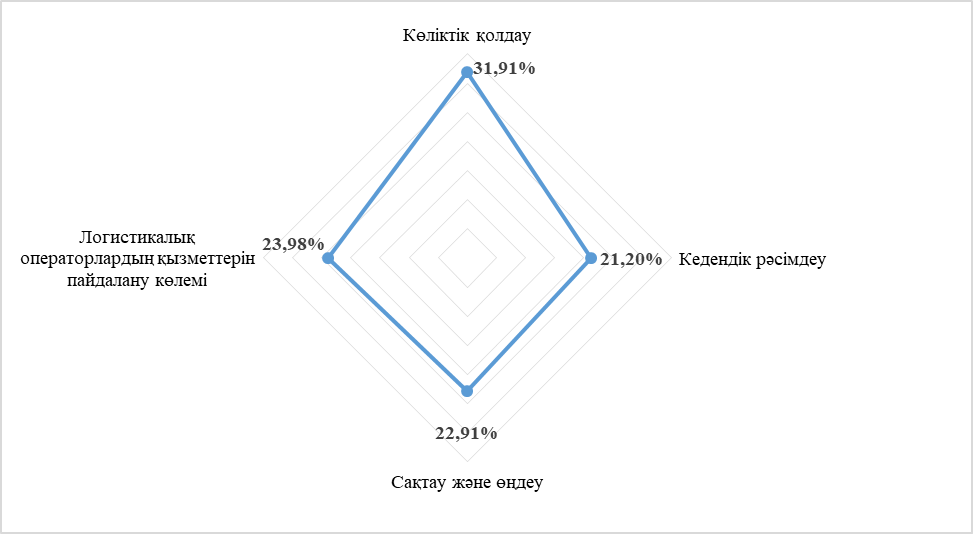 Көліктік қолдау
31,91%
Логистикалық
операторлардың қызметтерін
пайдалану көлемі
23,98%
21,20%
Кедендік рәсімдеу
22,91%
Сақтау және өңдеу